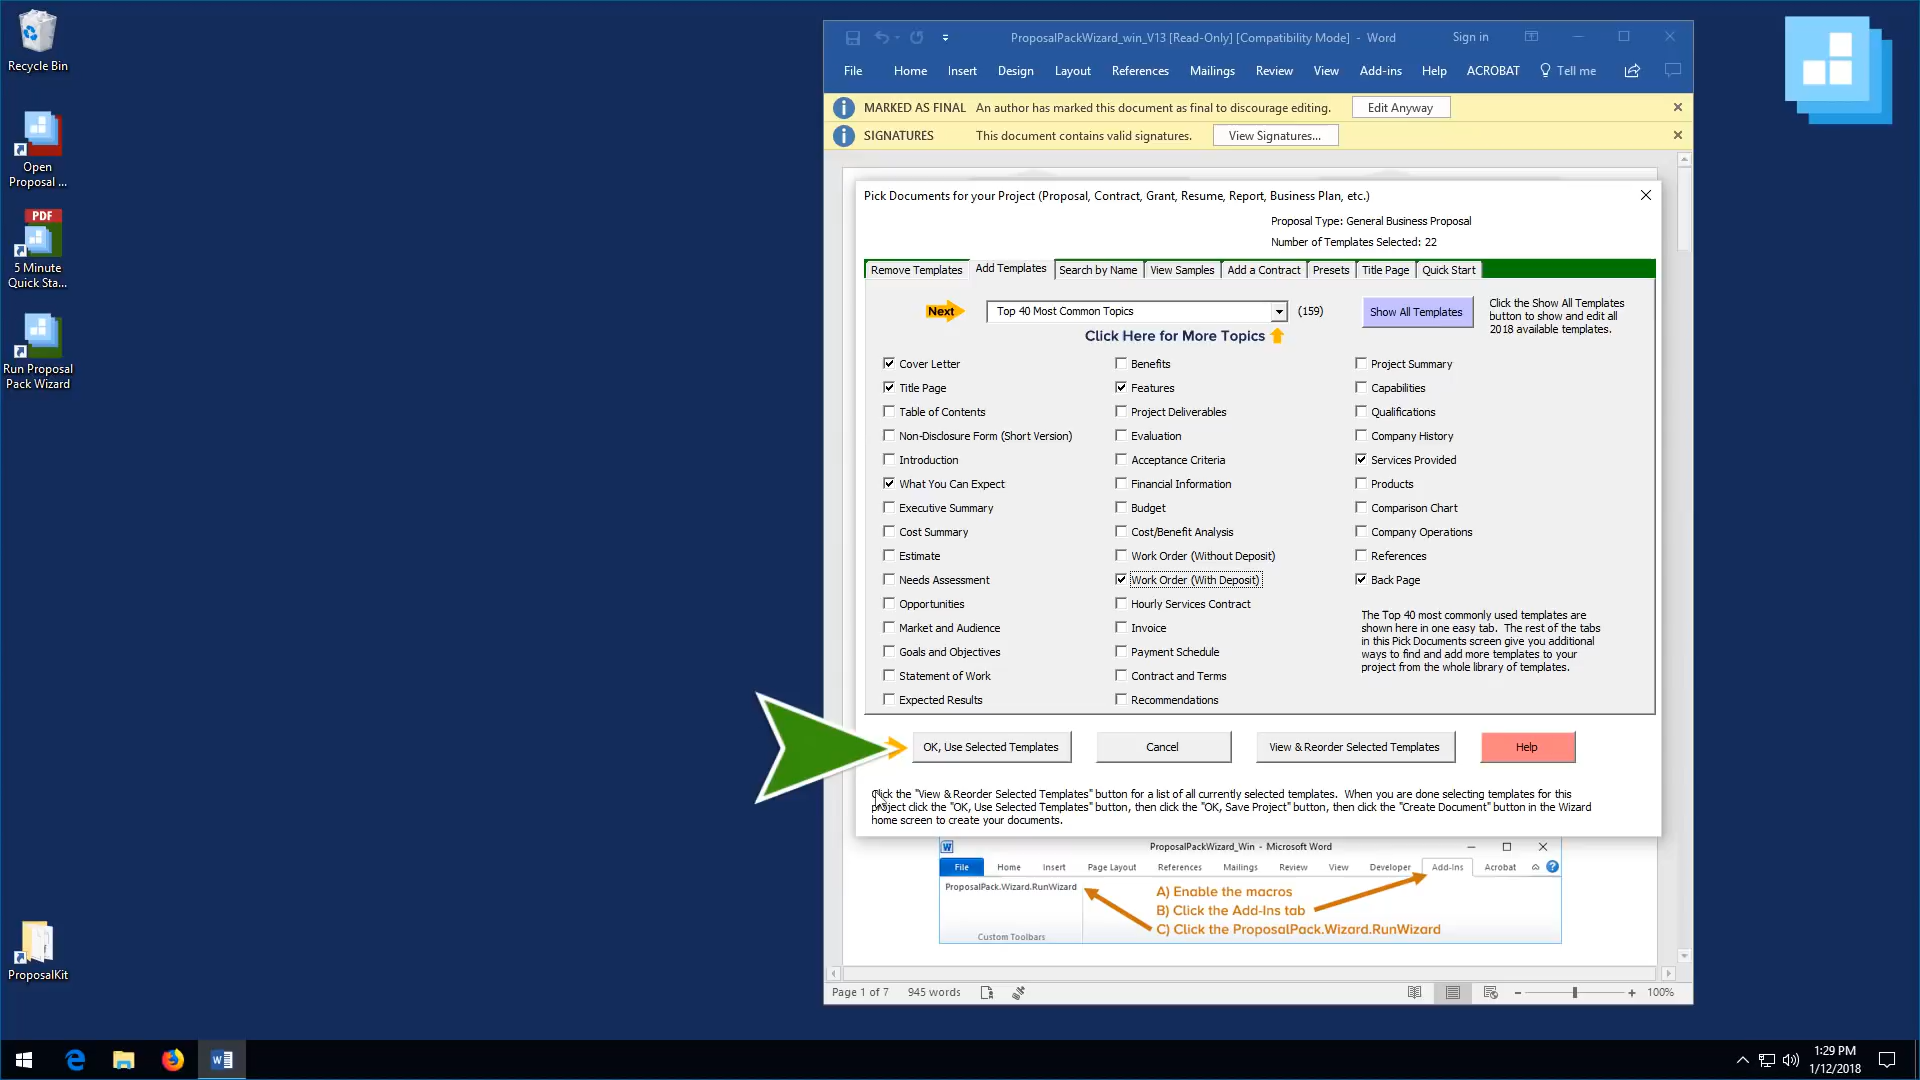 Recycle Bin
Open
Proposal ...
PDF
5 Minute
Quick Sta...
Run Proposal
Pack Wizard
ProposalKit
ProposalPackWizard_win_V13 [Read-Only] [Compatibility Mode] - Word
Sign in
File Home Insert Design Layout References Mailings Review View Add-ins Help ACROBAT Tell me
MARKED AS FINAL An author has marked this document as final to discourage editing. Edit Anyway
SIGNATURES This document contains valid signatures. View Signatures...
Pick Documents for your Project (Proposal, Contract, Grant, Resume, Report, Business Plan, etc.)
Proposal Type: General Business Proposal
Number of Templates Selected: 22
Remove Templates Add Templates Search by Name View Samples Add a Contract Presets Title Page Quick Start
Next Top 40 Most Common Topics (159) Show All Templates
Click the Show All Templates
button to show and edit all
2018 available templates.
Click Here for More Topics
Cover Letter
Title Page
Table of Contents
Non-Disclosure Form (Short Version)
Introduction
What You Can Expect
Executive Summary
Cost Summary
Estimate
Needs Assessment
Opportunities
Market and Audience
Goals and Objectives
Statement of Work
Expected Results
Benefits
Features
Project Deliverables
Evaluation
Acceptance Criteria
Financial Information
Budget
Cost/Benefit Analysis
Work Order (Without Deposit)
Work Order (With Deposit)
Hourly Services Contract
Invoice
Payment Schedule
Contract and Terms
Recommendations
Project Summary
Capabilities
Qualifications
Company History
Services Provided
Products
Comparison Chart
Company Operations
References
Back Page
The Top 40 most commonly used templates are
shown here in one easy tab. The rest of the tabs
in this Pick Documents screen give you additional
ways to find and add more templates to your
project from the whole library of templates.
OK, Use Selected Templates Cancel View & Reorder Selected Templates Help
Click the "View & Reorder Selected Templates" button for a list of all currently selected templates. When you are done selecting templates for this
project click the "OK, Use Selected Templates" button, then click the "OK, Save Project" button, then click the "Create Document" button in the Wizard
home screen to create your documents.
ProposalPackWizard_Win - Microsoft Word
File Home Insert Page Layout References Mailings Review View Developer Add-Ins Acrobat
ProposalPack.Wizard.RunWizard
A) Enable the macros
B) Click the Add-Ins tab
C) Click the ProposalPack.Wizard.RunWizard
Custom Toolbars
Page 1 of 7 945 words 100%
1:29 PM
1/12/2018